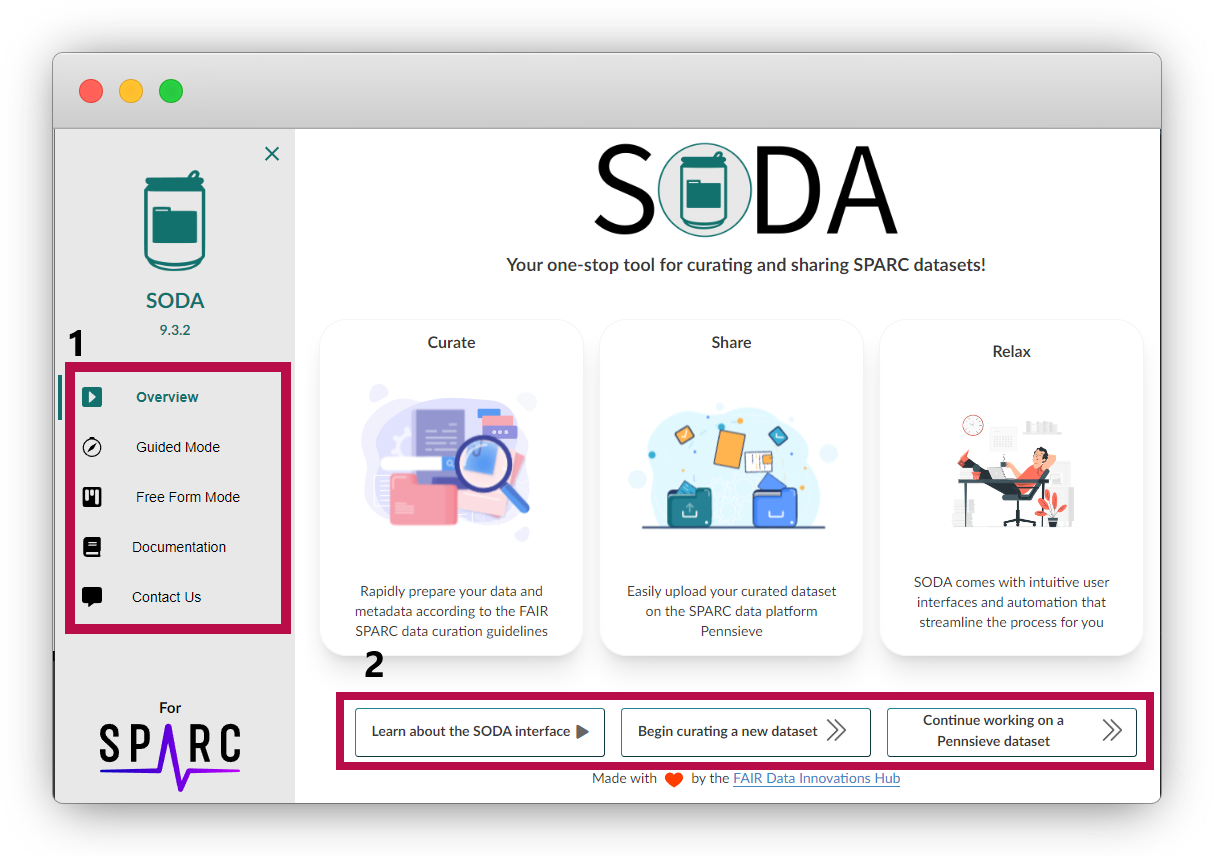 SODA
9.3.2
1
Overview
Guided Mode
Free Form Mode
Documentation
Contact Us
For
SPARC
SODA
Your one-stop tool for curating and sharing SPARC datasets!
Curate
Rapidly prepare your data and
metadata according to the FAIR
SPARC data curation guidelines
Share
Easily upload your curated dataset
on the SPARC data platform
Pennsieve
Relax
SODA comes with intuitive user
interfaces and automation that
streamline the process for you
2
Learn about the SODA interface
Begin curating a new dataset
Continue working on a
Pennsieve dataset
Made with by the FAIR Data Innovations Hub